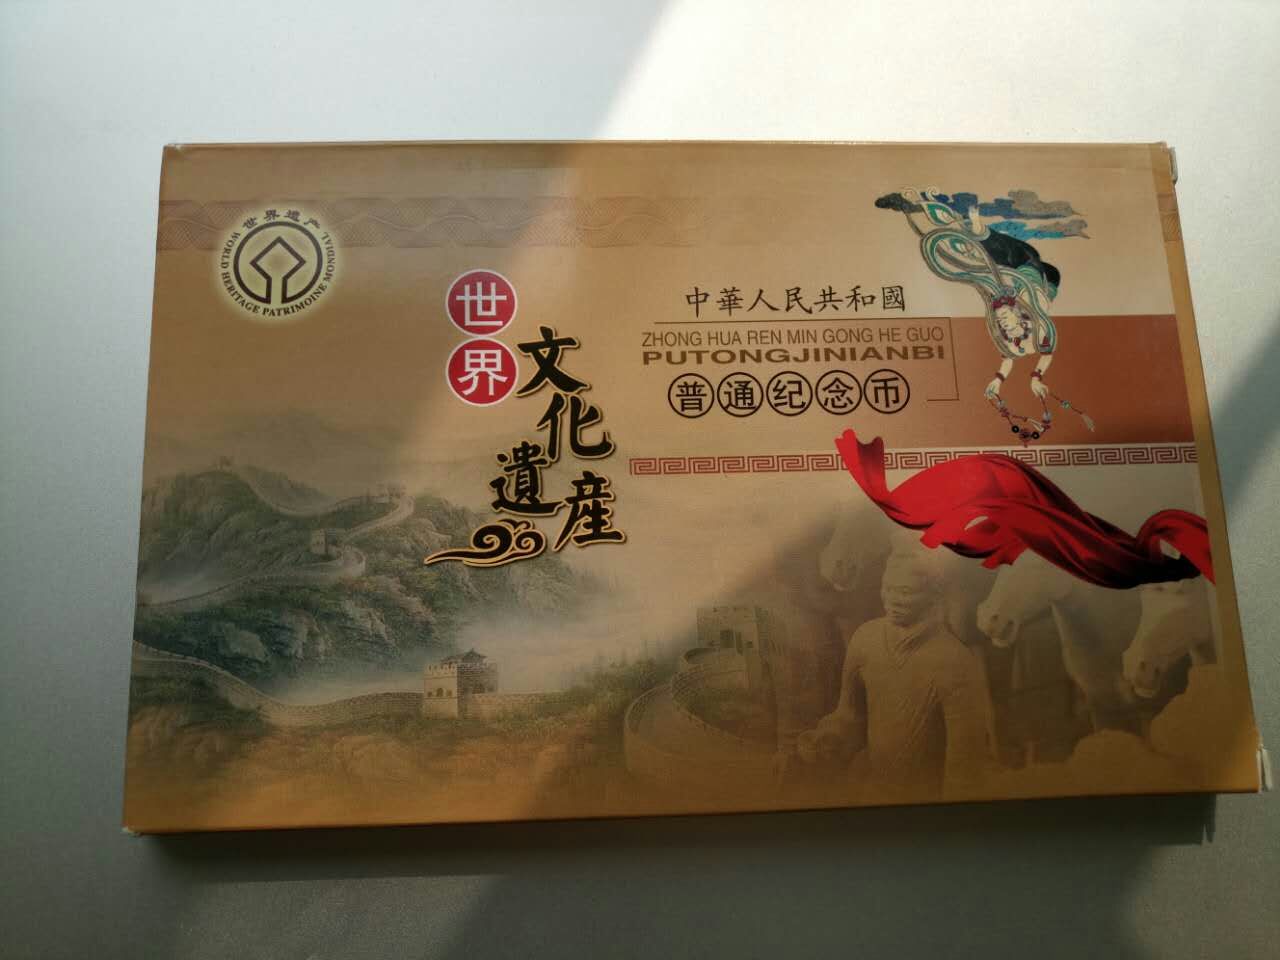 世界遗产
WORLD HERITAGE PATRIMOINE MONDIAL
世界
文化
遺産
中華人民共和國
ZHONG HUA REN MIN GONG HE GUO
PUTONGJINIANBI
普通纪念币